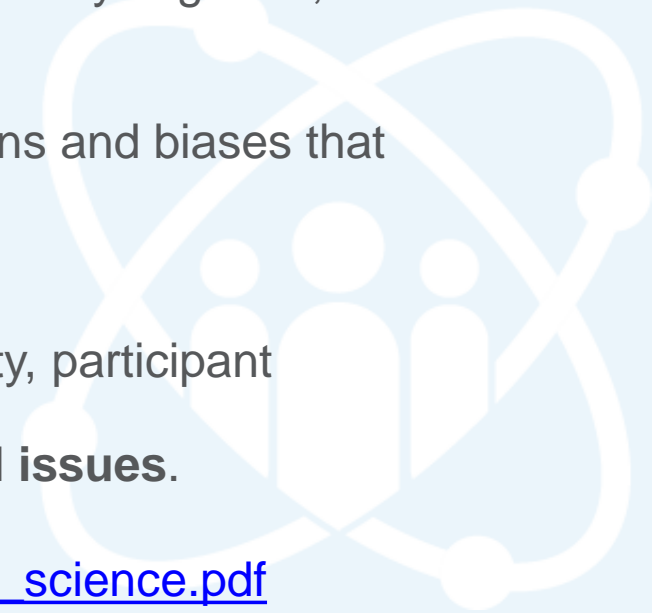 ns and biases that
ty, participant
issues.
_science.pdf